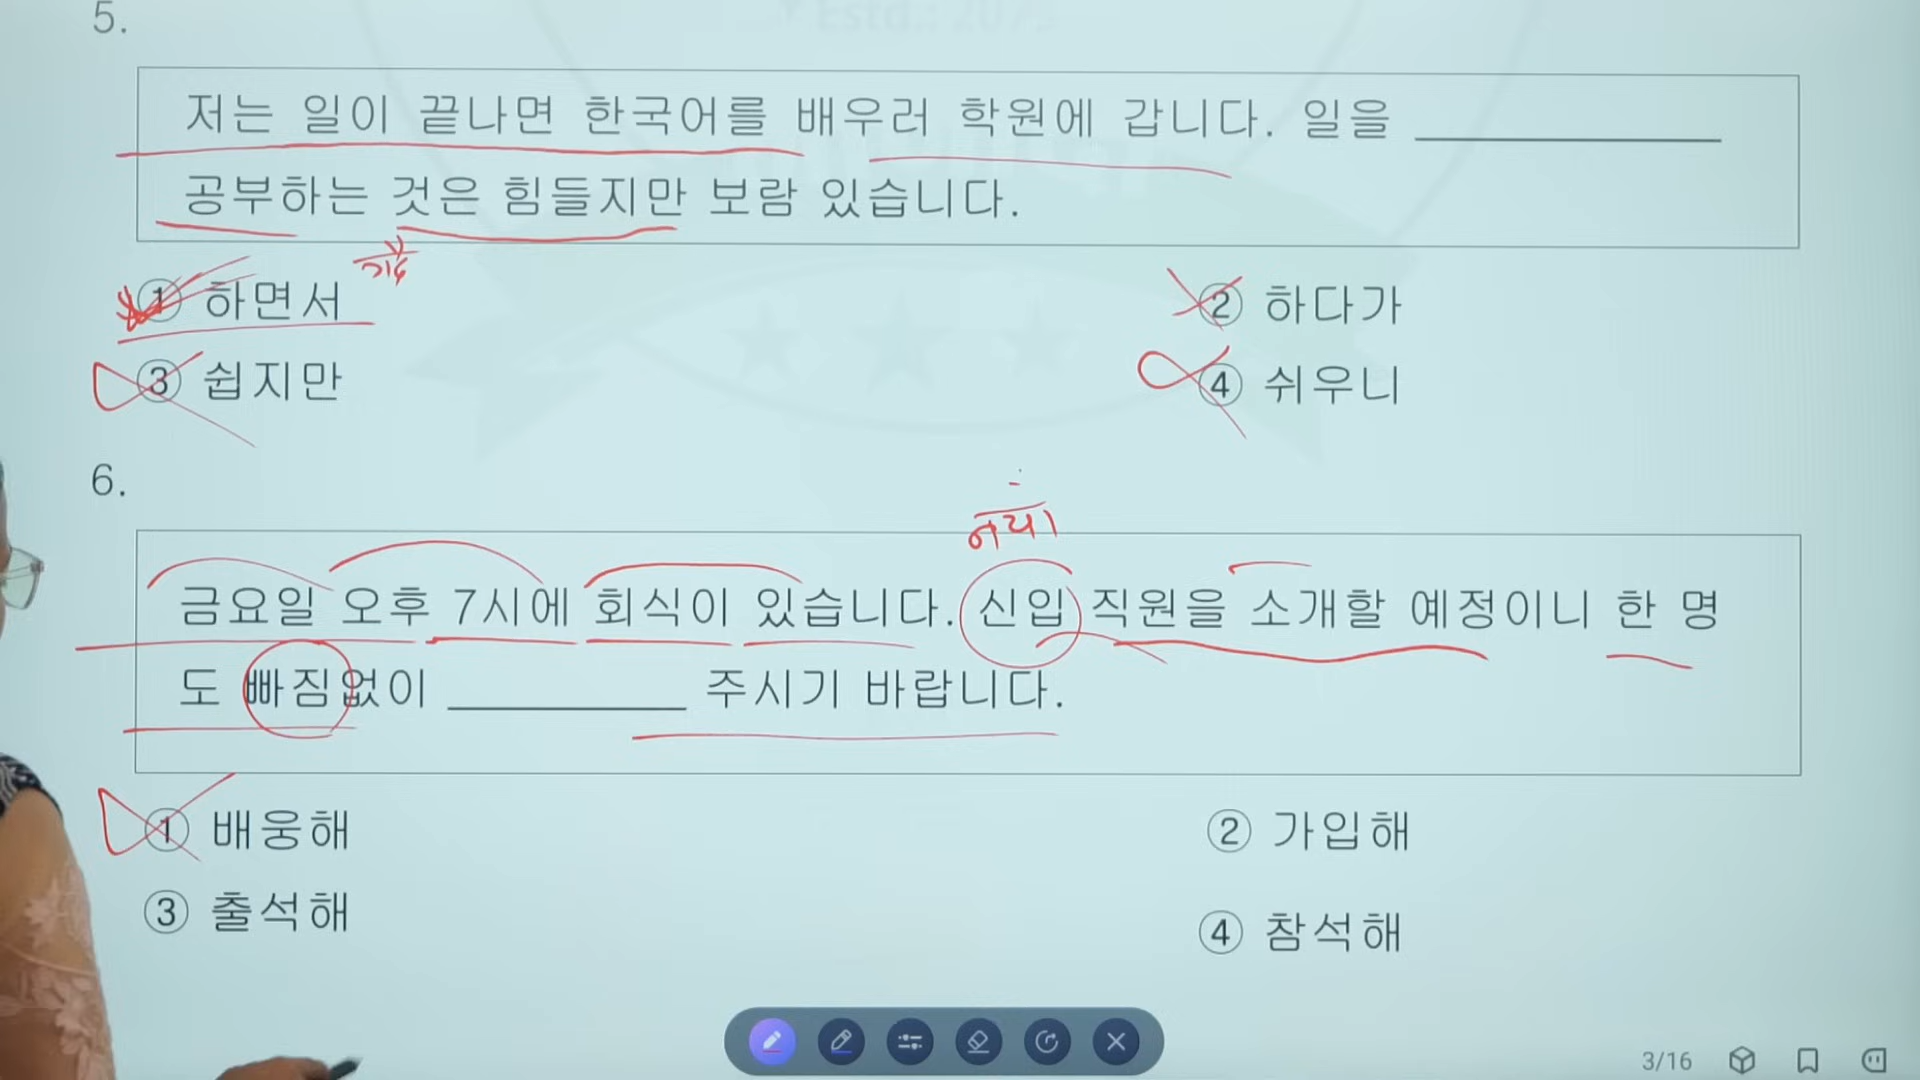 5.
저는 일이 끝나면 한국어를 배우러 학원에 갑니다. 일을 ____________
공부하는 것은 힘들지만 보람 있습니다.
① 하면서
② 하다가
③ 쉽지만
④ 쉬우니
6.
नयाँ
금요일 오후 7시에 회식이 있습니다. 신입 직원을 소개할 예정이니 한 명
도 빠짐없이 __________ 주시기 바랍니다.
① 배웅해
② 가입해
③ 출석해
④ 참석해
3/16